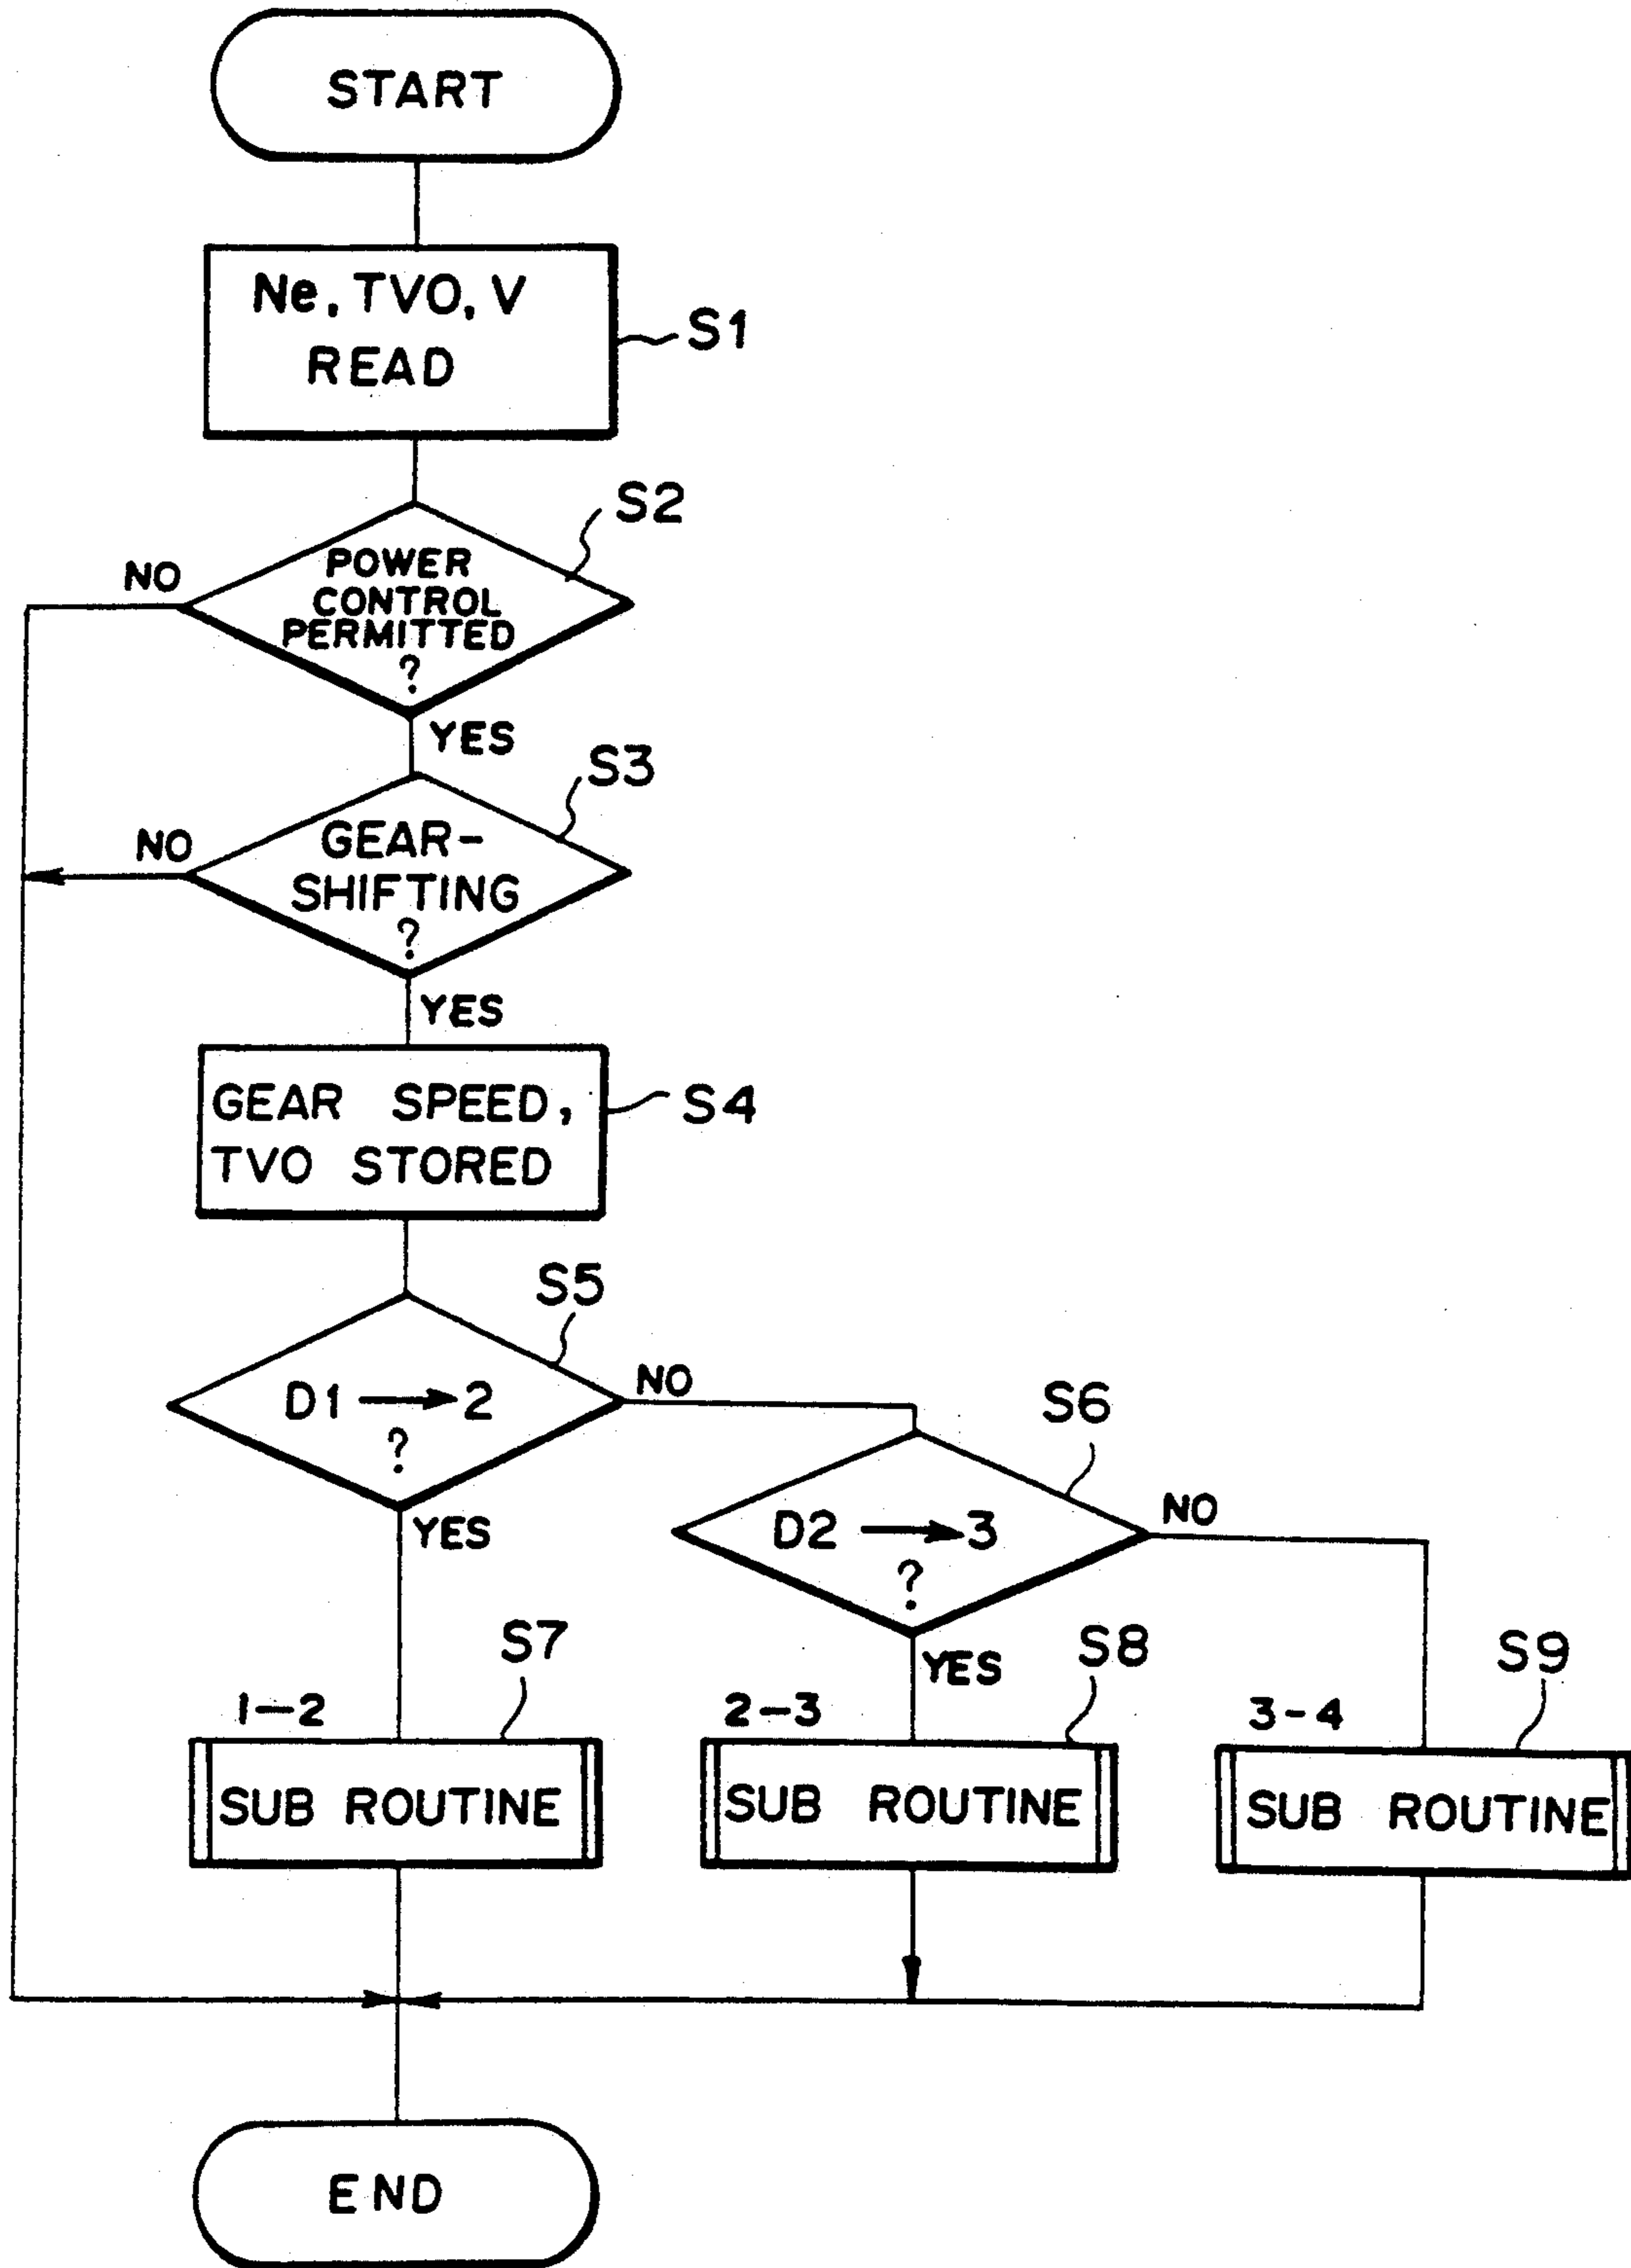 START
Ne, TVO, V
READ
S1
S2
NO
POWER
CONTROL
PERMITTED
?
YES
S3
NO
GEAR-
SHIFTING
?
YES
GEAR SPEED,
TVO STORED
S4
S5
D1 → 2
?
NO
YES
S6
D2 → 3
?
NO
YES
S7
1-2
SUB ROUTINE
S8
2-3
SUB ROUTINE
S9
3-4
SUB ROUTINE
END